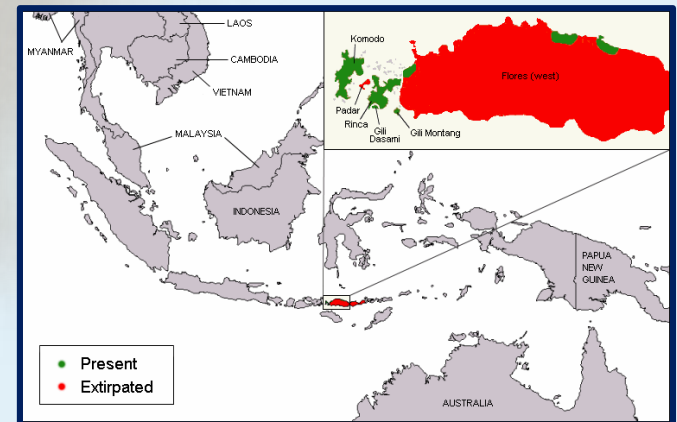 LAOS
MYANMAR
CAMBODIA
VIETNAM
MALAYSIA
INDONESIA
Komodo
Flores (west)
Padar
Rinca
Gili
Dasami
Gili Montang
PAPUA
NEW
GUINEA
AUSTRALIA
Present
Extirpated